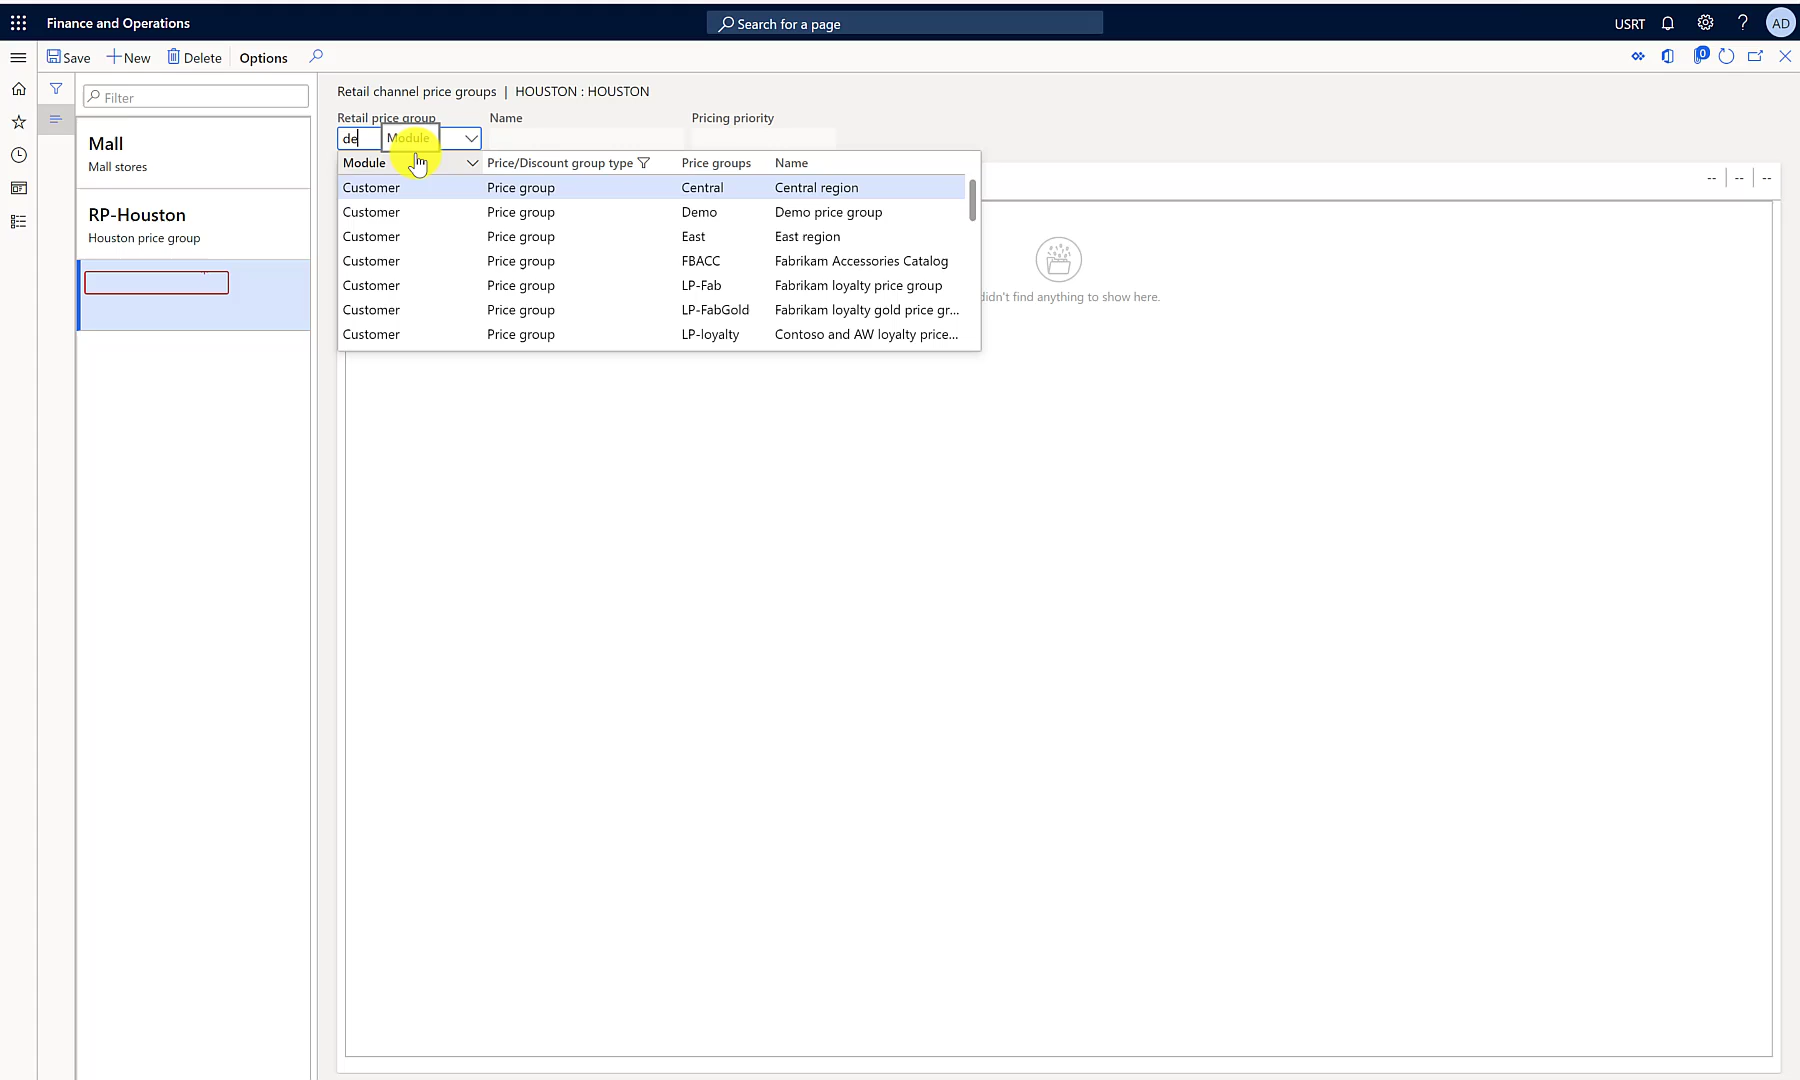 Finance and Operations
Search for a page
USRT
AD
Save
New
Delete
Options
0
Filter
Mall
Mall stores
RP-Houston
Houston price group
Retail channel price groups | HOUSTON : HOUSTON
Retail price group Name Pricing priority
de
Module
Module Price/Discount group type Price groups Name
Customer Price group Central Central region
Customer Price group Demo Demo price group
Customer Price group East East region
Customer Price group FBACC Fabrikam Accessories Catalog
Customer Price group LP-Fab Fabrikam loyalty price group
Customer Price group LP-FabGold Fabrikam loyalty gold price gr...
Customer Price group LP-loyalty Contoso and AW loyalty price...
-- | -- | --
didn't find anything to show here.